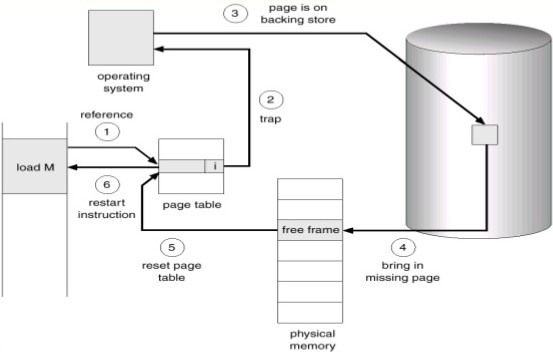 3
page is on
backing store
operating
system
2
trap
reference
1
load M
i
6
restart
instruction
page table
5
reset page
table
free frame
4
bring in
missing page
physical
memory